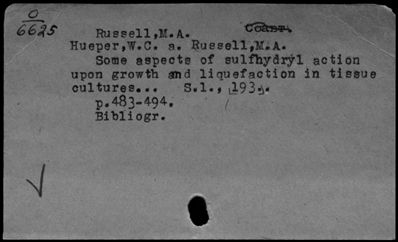 O
6625
Russell,M.A.
Hueper,W.C. a. Russell,M.A.
Some aspects of sulfhydryl action
upon growth and liquefaction in tissue
cultures... S.l., 193
p.483-494.
Bibliogr.